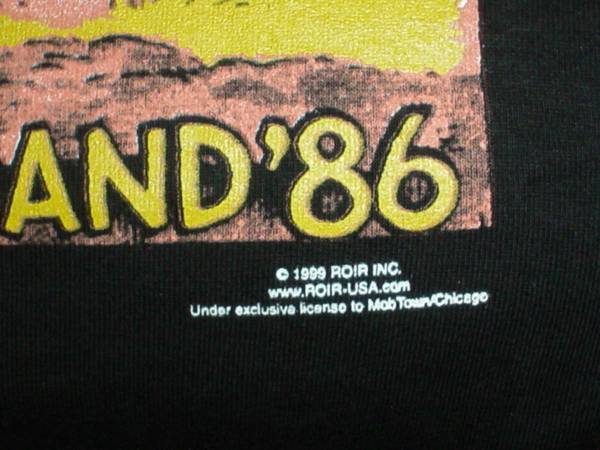 AND '86
© 1999 ROIR INC.
www.ROIR-USA.com
Under exclusive license to MobTown/Chicago